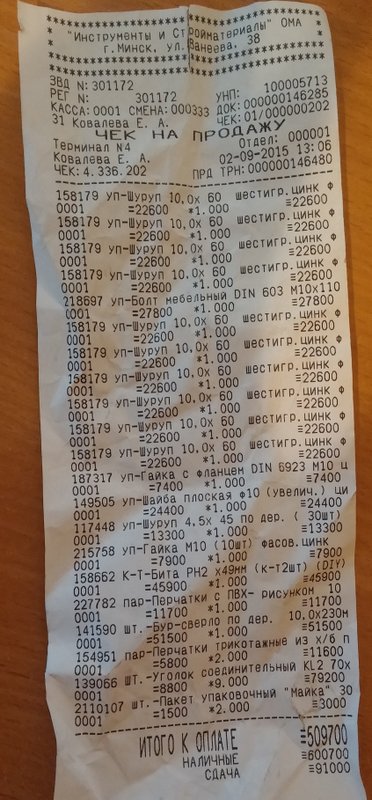 ************************
"Инструменты и Стройматериалы" ОМА
г.Минск, ул.Ванеева, 38
************************
ЗВД N:301172 УНП: 100005713
РЕГ N: 301172 ДОК:000000146285
КАССА:0001 СМЕНА:000333 ЧЕК:01/000000202
31 Ковалева Е. А.
ЧЕК НА ПРОДАЖУ
Терминал N4 Отдел: 000001
Ковалева Е. А. 02-09-2015 13:06
ЧЕК: 4.336.202 ПРД ТРН:000000146480
158179 уп-Шуруп 10,0х 60 шестигр.цинк Ф
0001 =22600 *1.000 ≡22600
158179 уп-Шуруп 10,0х 60 шестигр.цинк Ф
0001 =22600 *1.000 ≡22600
158179 уп-Шуруп 10,0х 60 шестигр.цинк Ф
0001 =22600 *1.000 ≡22600
158179 уп-Шуруп 10,0х 60 шестигр.цинк Ф
0001 =22600 *1.000 ≡22600
218697 уп-Болт мебельный DIN 603 М10х110
0001 =27800 *1.000 ≡27800
158179 уп-Шуруп 10,0х 60 шестигр.цинк Ф
0001 =22600 *1.000 ≡22600
158179 уп-Шуруп 10,0х 60 шестигр.цинк Ф
0001 =22600 *1.000 ≡22600
158179 уп-Шуруп 10,0х 60 шестигр.цинк Ф
0001 =22600 *1.000 ≡22600
158179 уп-Шуруп 10,0х 60 шестигр.цинк Ф
0001 =22600 *1.000 ≡22600
158179 уп-Шуруп 10,0х 60 шестигр.цинк Ф
0001 =22600 *1.000 ≡22600
158179 уп-Шуруп 10,0х 60 шестигр.цинк Ф
0001 =22600 *1.000 ≡22600
187317 уп-Гайка с фланцем DIN 6923 М10 ц
0001 =7400 *1.000 ≡7400
149505 уп-Шайба плоская ф10 (увелич.) ци
0001 =24400 *1.000 ≡24400
117448 уп-Шуруп 4,5х 45 по дер. ( 30шт)
0001 =13300 *1.000 ≡13300
215758 уп-Гайка М10 (10шт) фасов.цинк
0001 =7900 *1.000 ≡7900
158662 К-Т-Бита PH2 х49мм (к-т2шт) (DIY)
0001 =45900 *1.000 ≡45900
227782 пар-Перчатки с ПВХ- рисунком 10
0001 =11700 *1.000 ≡11700
141590 шт.-Бур-сверло по дер. 10.0х230м
0001 =51500 *1.000 ≡51500
154951 пар-Перчатки трикотажные из х/б п
0001 =5800 *2.000 ≡11600
139066 шт.-Уголок соединительный KL2 70х
0001 =8800 *9.000 ≡79200
2110107 шт.-Пакет упаковочный "Майка" 30
0001 =1500 *2.000 ≡3000
ИТОГО К ОПЛАТЕ ≡509700
НАЛИЧНЫЕ ≡600700
СДАЧА ≡91000